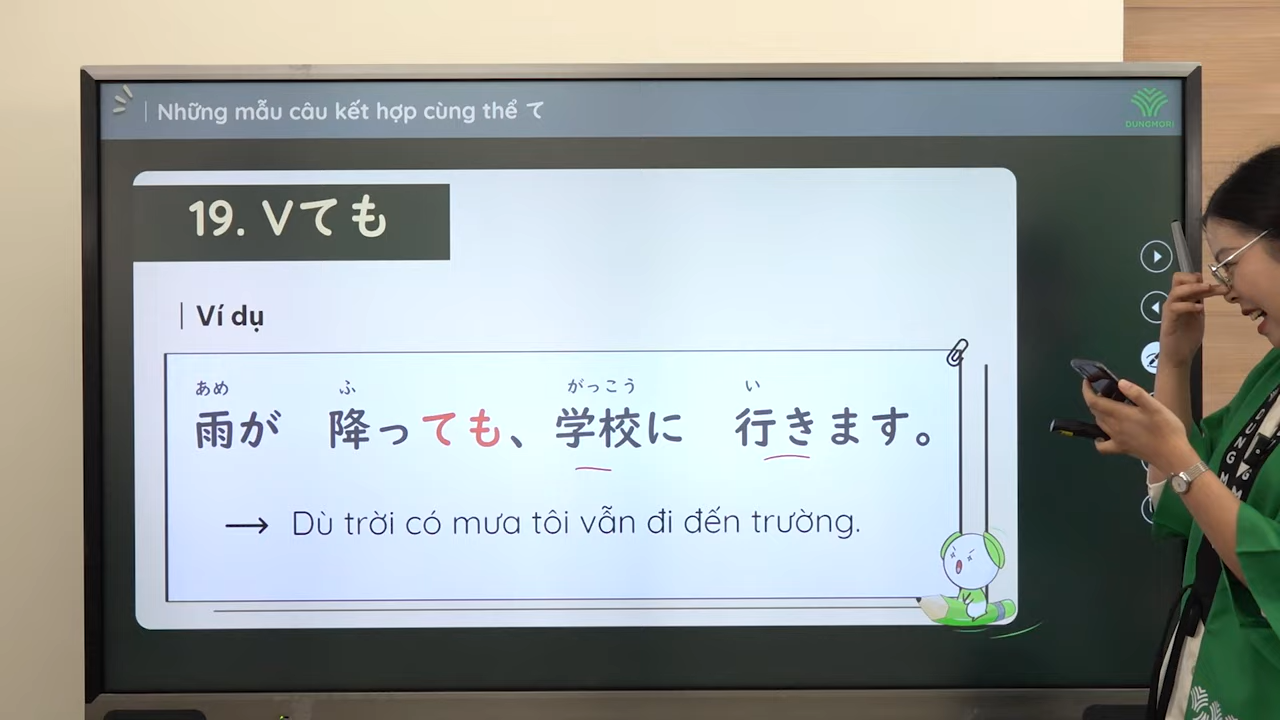 Những mẫu câu kết hợp cùng thể て
DUNGMORI
19. Vても
Ví dụ
あめ ふ がっこう い
雨が 降っても、学校に 行きます。
→ Dù trời có mưa tôi vẫn đi đến trường.
DUNG